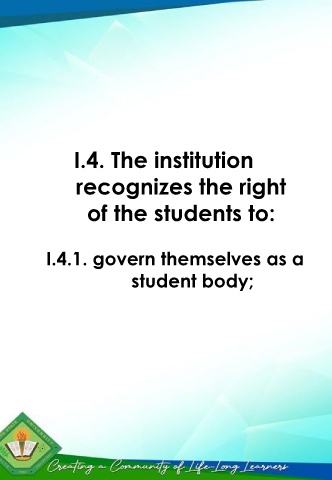 I.4. The institution
recognizes the right
of the students to:
I.4.1. govern themselves as a
student body;
Creating a Community of Life-Long Learners